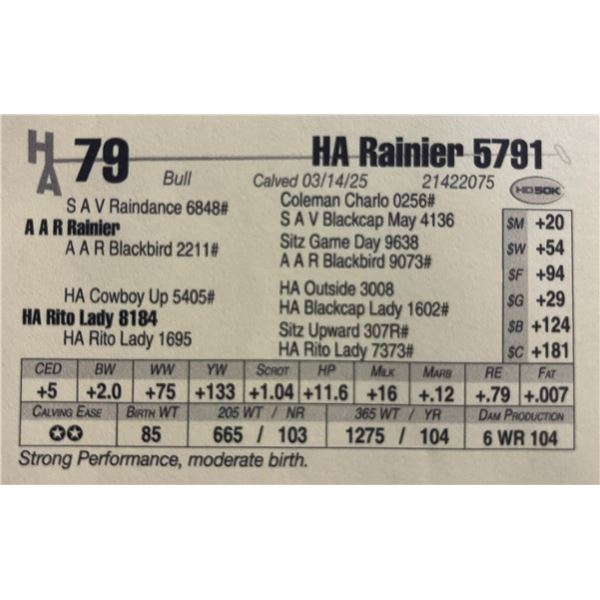 HA 79 HA Rainier 5791
Bull Calved 03/14/25 21422075 HD50K
S A V Raindance 6848#
A A R Rainier
A A R Blackbird 2211#
HA Cowboy Up 5405#
HA Rito Lady 8184
HA Rito Lady 1695
Coleman Charlo 0256#
S A V Blackcap May 4136
Sitz Game Day 9638
A A R Blackbird 9073#
HA Outside 3008
HA Blackcap Lady 1602#
Sitz Upward 307R#
HA Rito Lady 7373#
$M +20
$W +54
$F +94
$G +29
$B +124
$C +181
CED BW WW YW SCROT HP MILK MARB RE FAT
+5 +2.0 +75 +133 +1.04 +11.6 +16 +.12 +.79 +.007
CALVING EASE BIRTH WT 205 WT / NR 365 WT / YR DAM PRODUCTION
✪✪ 85 665 / 103 1275 / 104 6 WR 104
Strong Performance, moderate birth.